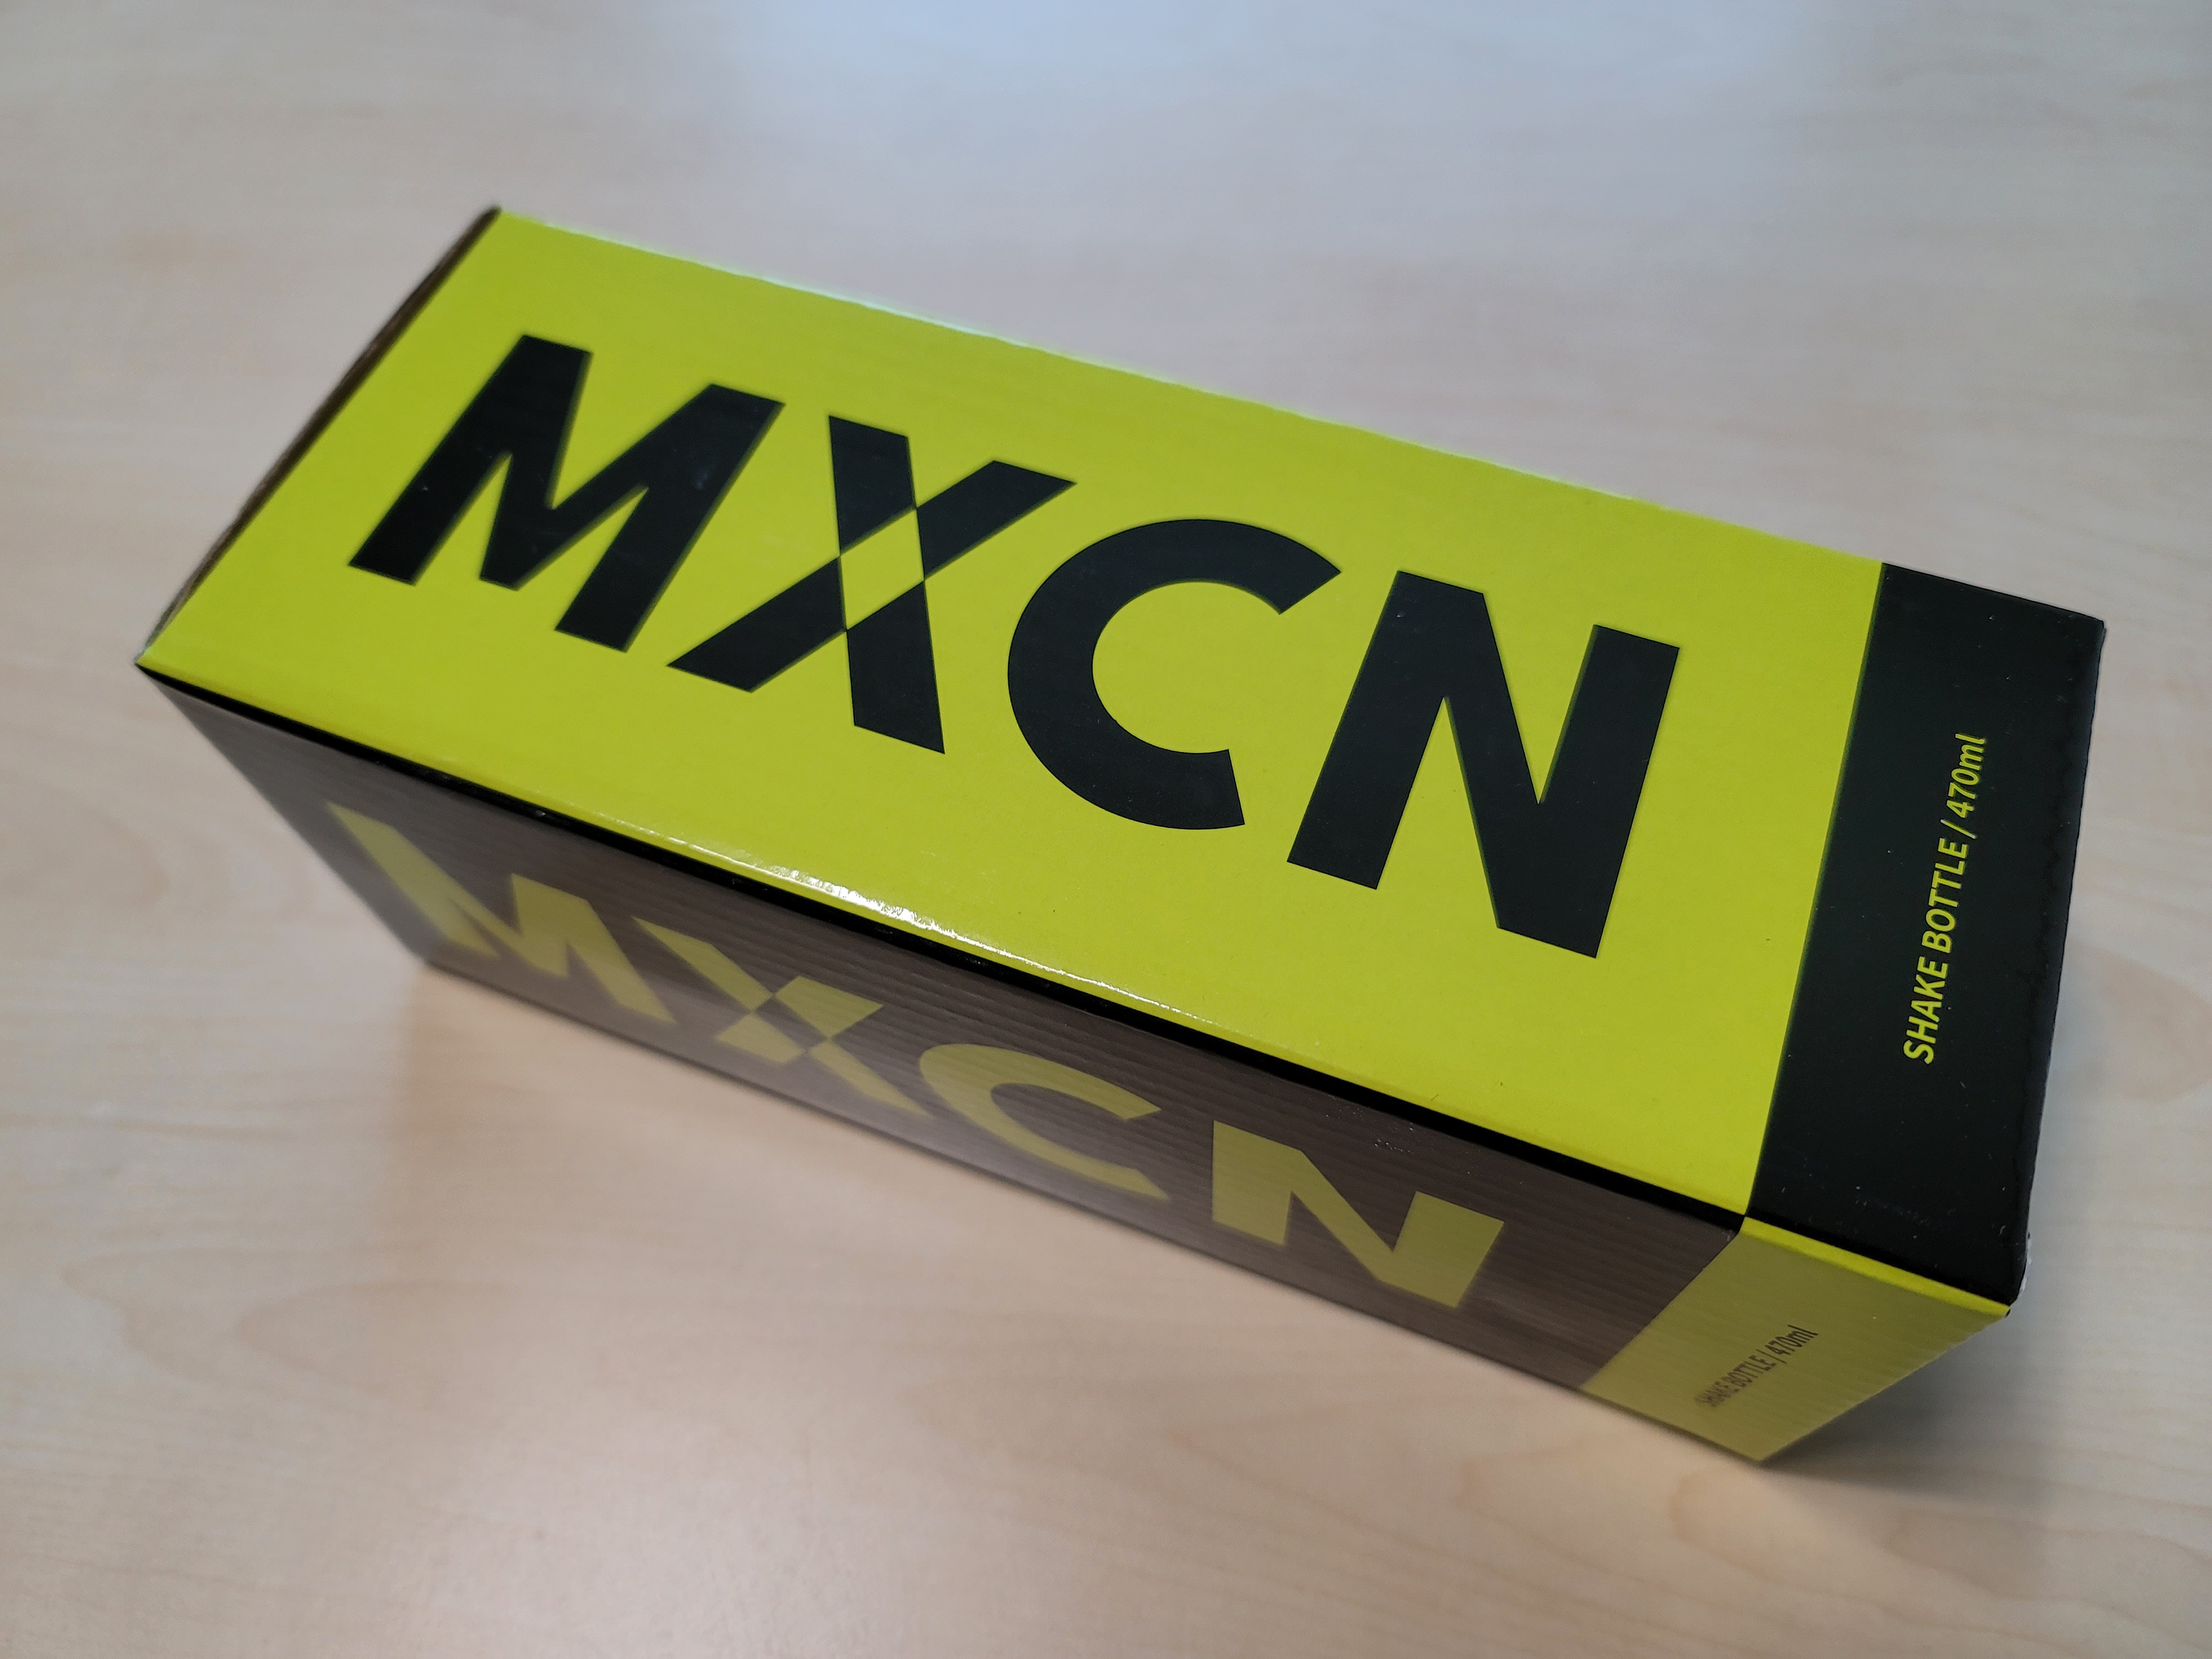 MXCN
SHAKE BOTTLE / 470ml
MXCN
SHAKE BOTTLE / 470ml